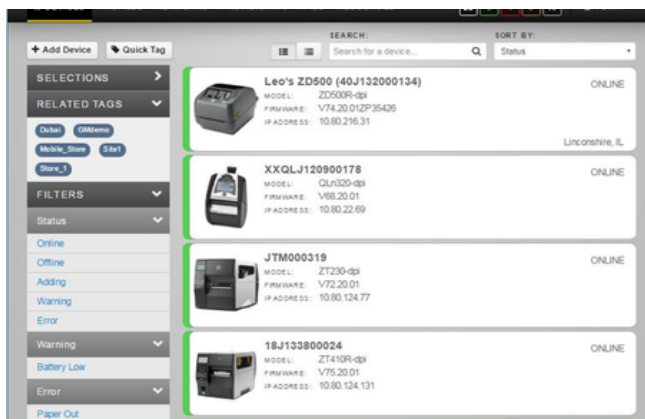 SEARCH:
SORT BY:
+ Add Device
Quick Tag
Search for a device...
Status
SELECTIONS
RELATED TAGS
Dubai
GMdemo
Mobile_Store
Site1
Store_1
FILTERS
Status
Online
Offline
Adding
Warning
Error
Warning
Battery Low
Error
Paper Out
Leo's ZD500 (40J132000134)
ONLINE
MODEL: ZD500R-dpi
FIRMWARE: V74.20.01ZP35426
IP ADDRESS: 10.80.216.31
Linconshire, IL
XXQLJ120900178
ONLINE
MODEL: QLn320-dpi
FIRMWARE: V68.20.01
IP ADDRESS: 10.80.22.69
JTM000319
ONLINE
MODEL: ZT230-dpi
FIRMWARE: V72.20.01
IP ADDRESS: 10.80.124.77
18J133800024
ONLINE
MODEL: ZT410R-dpi
FIRMWARE: V75.20.01
IP ADDRESS: 10.80.124.131